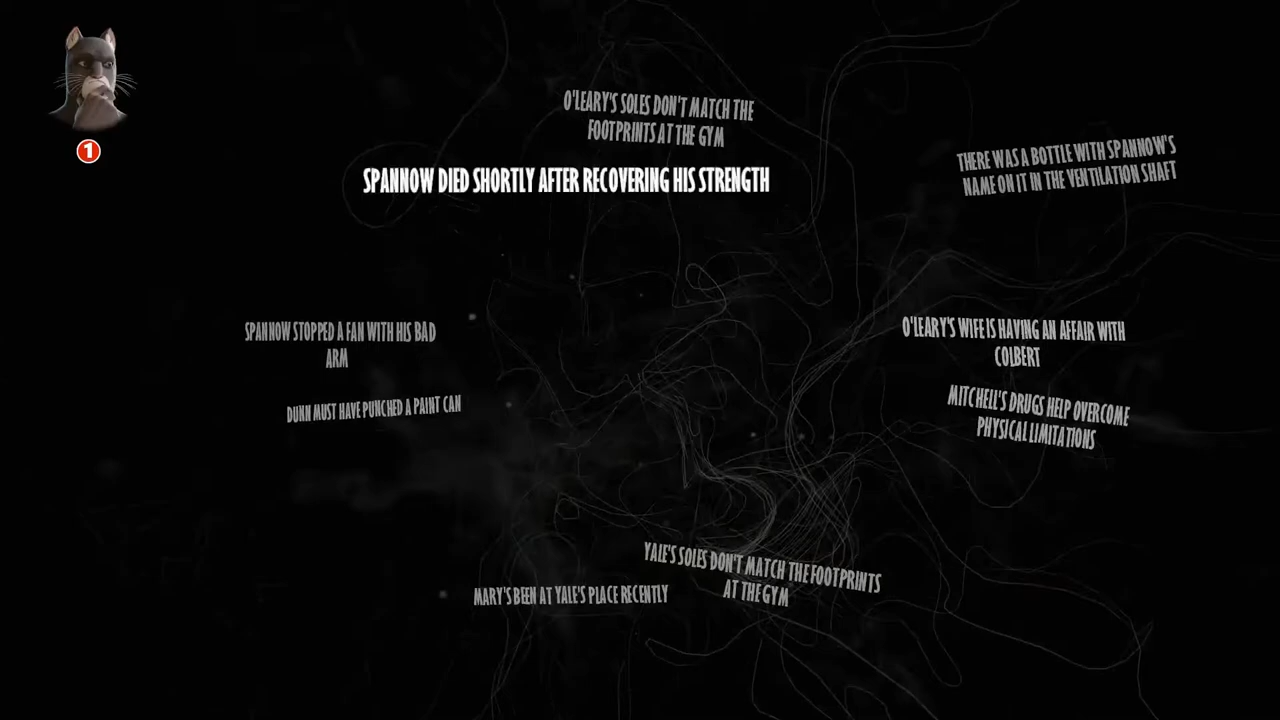 O'LEARY'S SOLES DON'T MATCH THE
FOOTPRINTS AT THE GYM
1
THERE WAS A BOTTLE WITH SPANNOW'S
NAME ON IT IN THE VENTILATION SHAFT
SPANNOW DIED SHORTLY AFTER RECOVERING HIS STRENGTH
SPANNOW STOPPED A FAN WITH HIS BAD
ARM
O'LEARY'S WIFE IS HAVING AN AFFAIR WITH
COLBERT
DUNN MUST HAVE PUNCHED A PAINT CAN
MITCHELL'S DRUGS HELP OVERCOME
PHYSICAL LIMITATIONS
YALE'S SOLES DON'T MATCH THE FOOTPRINTS
AT THE GYM
MARY'S BEEN AT YALE'S PLACE RECENTLY